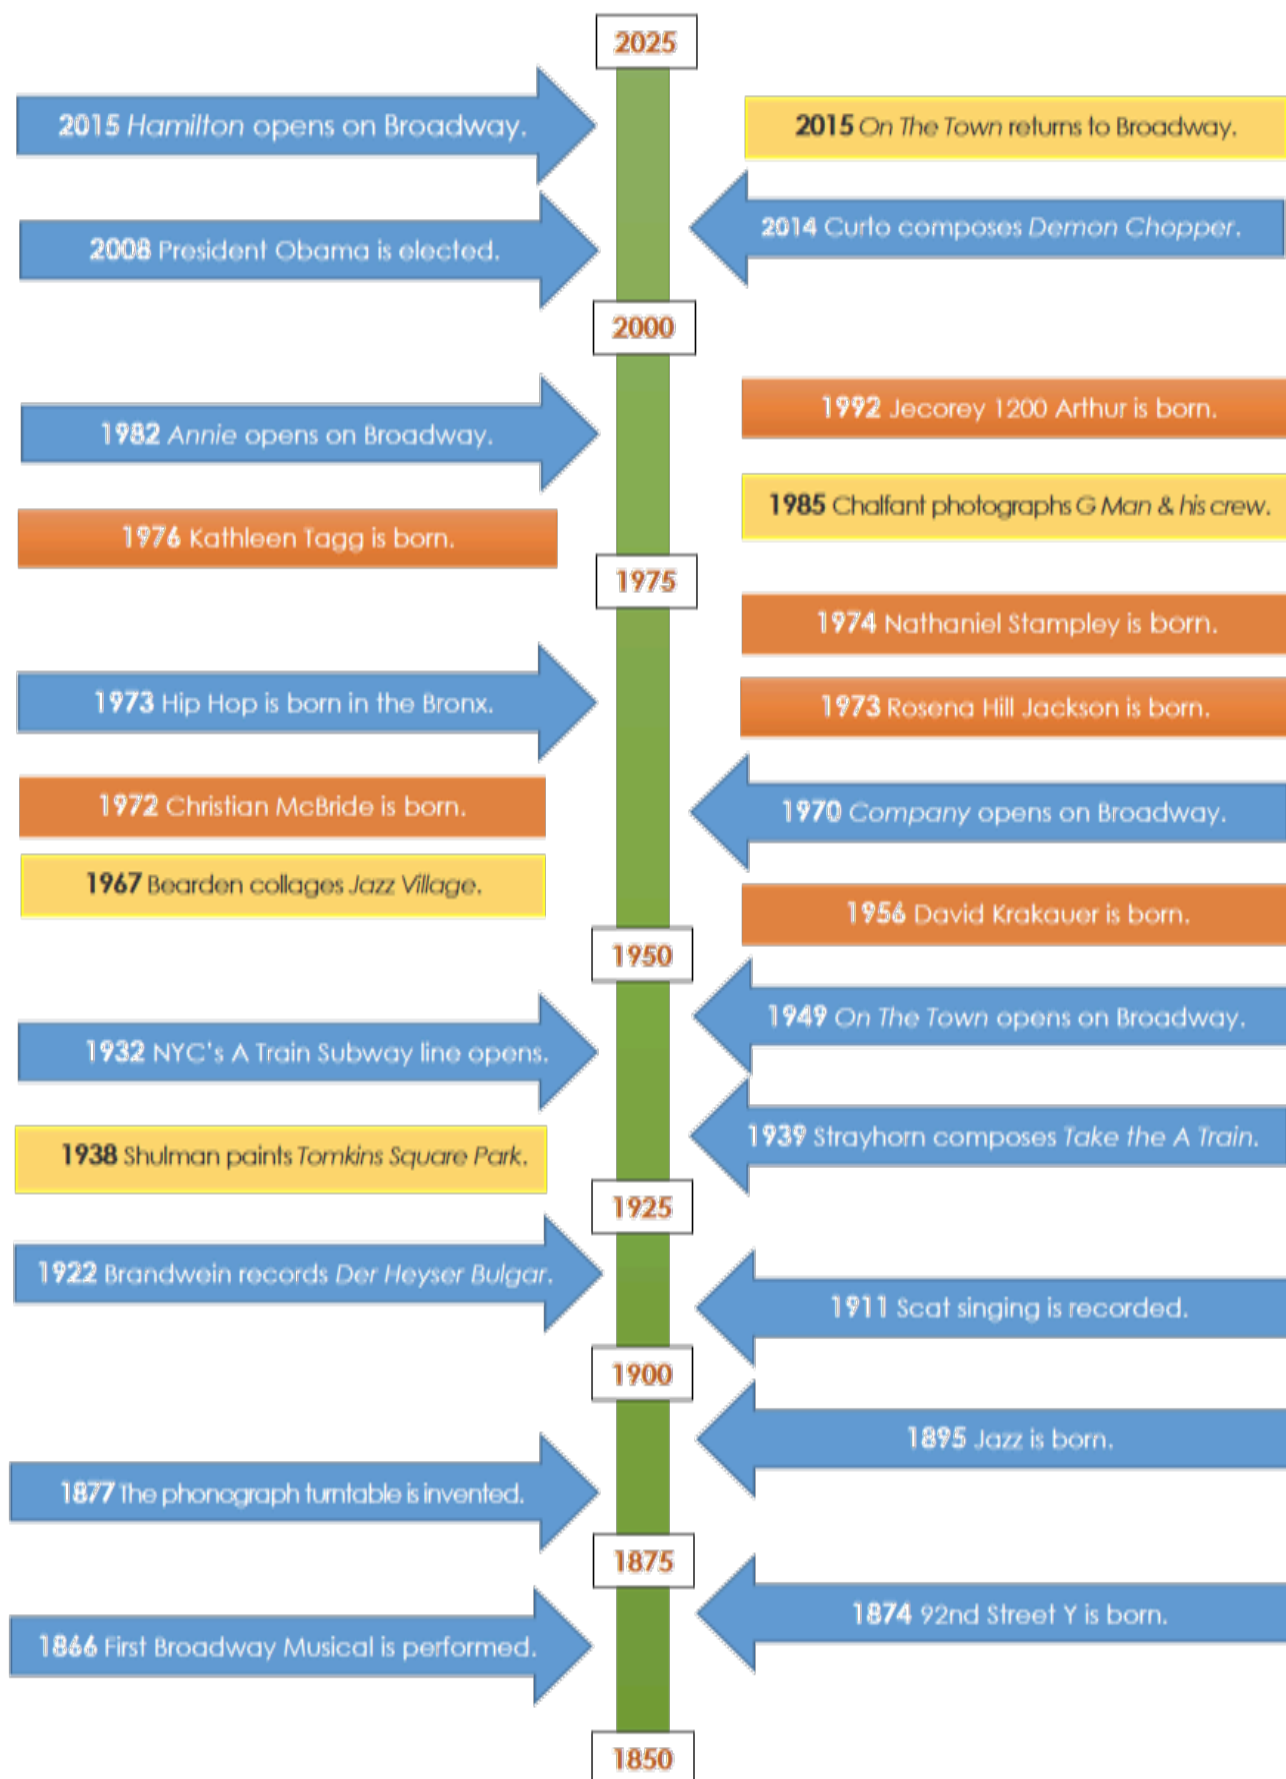 2025
2015 Hamilton opens on Broadway.
2015 On The Town returns to Broadway.
2014 Curto composes Demon Chopper.
2008 President Obama is elected.
2000
1992 Jecorey 1200 Arthur is born.
1982 Annie opens on Broadway.
1985 Chalfant photographs G Man & his crew.
1976 Kathleen Tagg is born.
1975
1974 Nathaniel Stampley is born.
1973 Hip Hop is born in the Bronx.
1973 Rosena Hill Jackson is born.
1972 Christian McBride is born.
1970 Company opens on Broadway.
1967 Bearden collages Jazz Village.
1956 David Krakauer is born.
1950
1949 On The Town opens on Broadway.
1932 NYC's A Train Subway line opens.
1939 Strayhorn composes Take the A Train.
1938 Shulman paints Tomkins Square Park.
1925
1922 Brandwein records Der Heyser Bulgar.
1911 Scat singing is recorded.
1900
1895 Jazz is born.
1877 The phonograph turntable is invented.
1875
1874 92nd Street Y is born.
1866 First Broadway Musical is performed.
1850